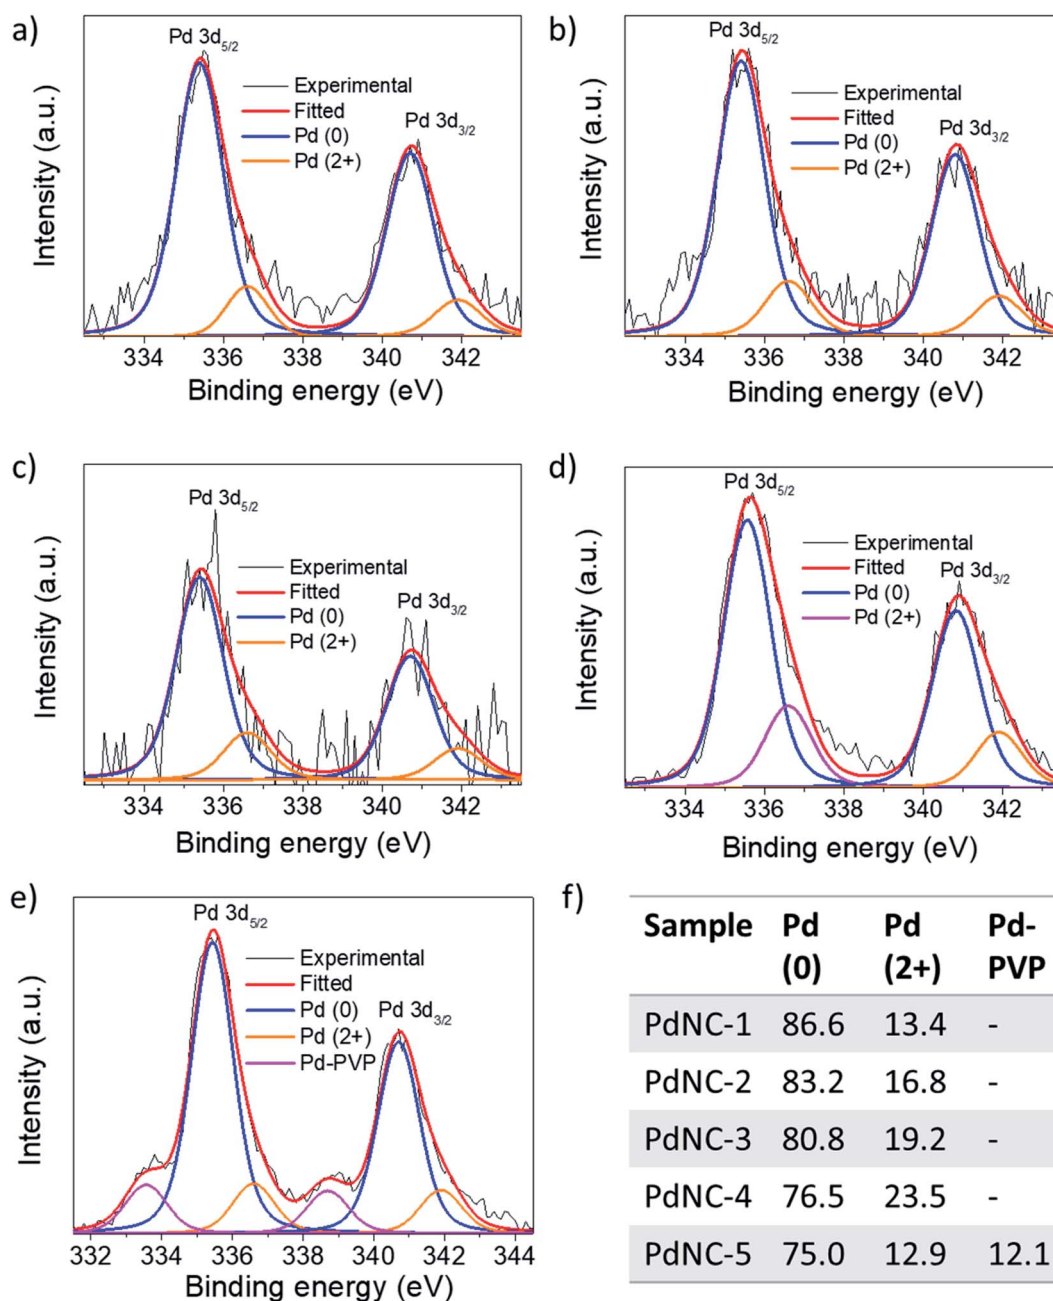 a)
Pd 3d5/2
Experimental
Fitted
Pd (0)
Pd (2+)
Pd 3d3/2
Intensity (a.u.)
334 336 338 340 342
Binding energy (eV)
b)
Pd 3d5/2
Experimental
Fitted
Pd (0)
Pd (2+)
Pd 3d3/2
Intensity (a.u.)
334 336 338 340 342
Binding energy (eV)
c)
Pd 3d5/2
Experimental
Fitted
Pd (0)
Pd (2+)
Pd 3d3/2
Intensity (a.u.)
334 336 338 340 342
Binding energy (eV)
d)
Pd 3d5/2
Experimental
Fitted
Pd (0)
Pd (2+)
Pd 3d3/2
Intensity (a.u.)
334 336 338 340 342
Binding energy (eV)
e)
Pd 3d5/2
Experimental
Fitted
Pd (0)
Pd (2+)
Pd-PVP
Pd 3d3/2
Intensity (a.u.)
332 334 336 338 340 342 344
Binding energy (eV)
f)
Sample Pd Pd Pd-
(0) (2+) PVP
PdNC-1 86.6 13.4 -
PdNC-2 83.2 16.8 -
PdNC-3 80.8 19.2 -
PdNC-4 76.5 23.5 -
PdNC-5 75.0 12.9 12.1